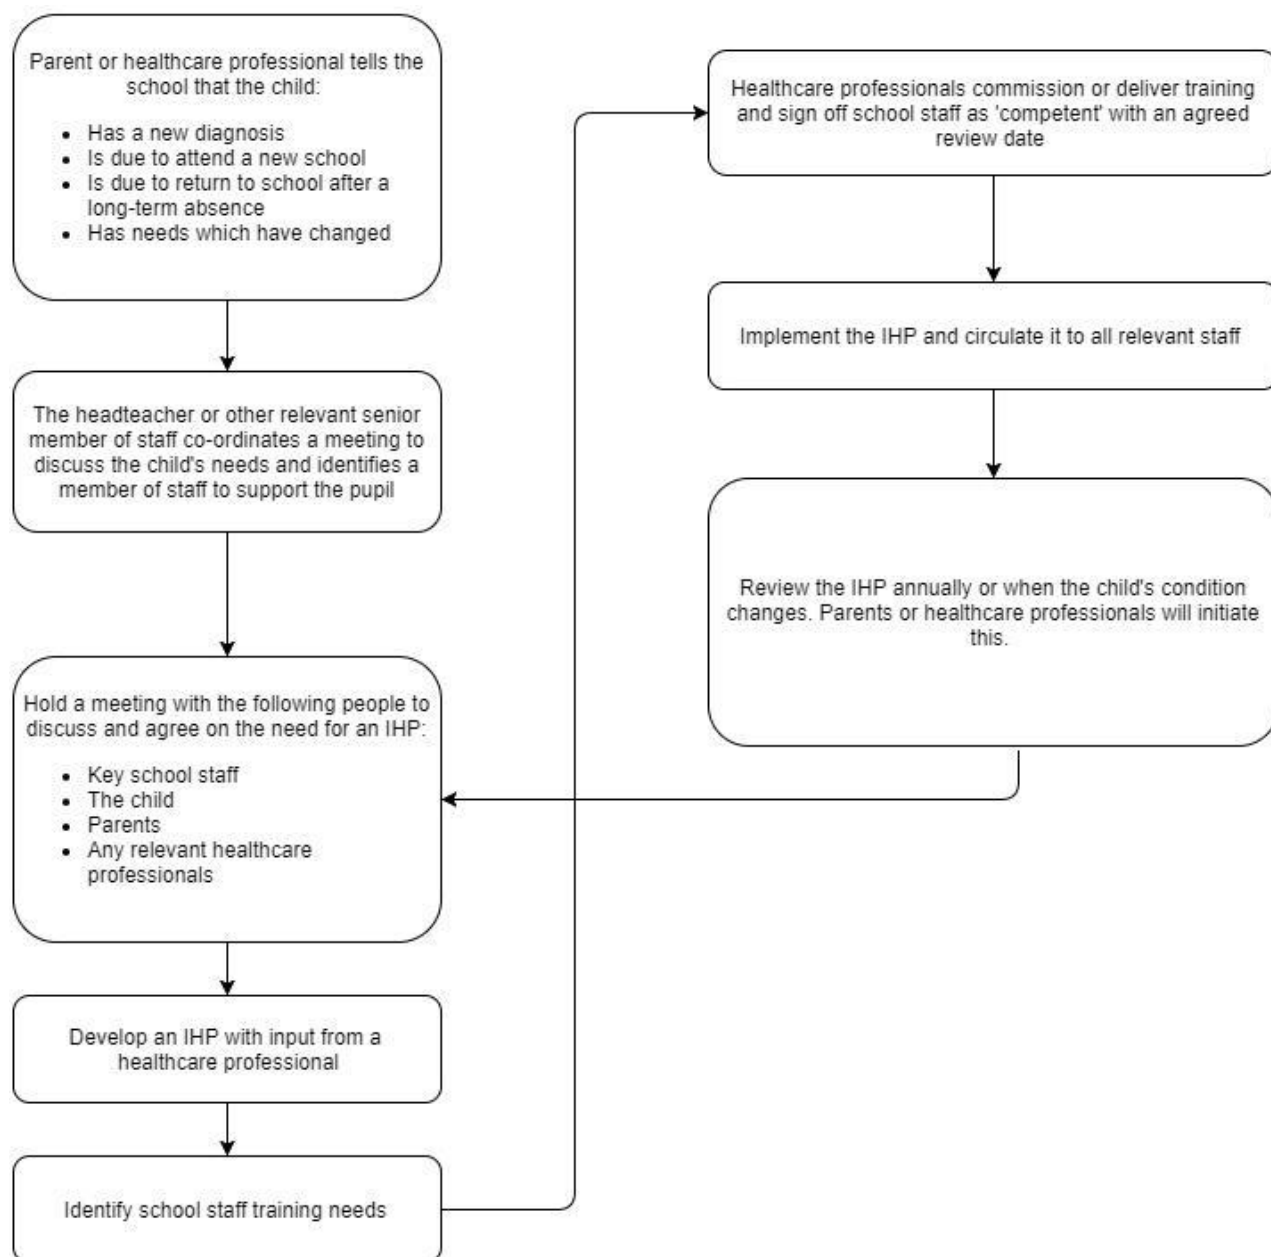 Parent or healthcare professional tells the
school that the child:
• Has a new diagnosis
• Is due to attend a new school
• Is due to return to school after a
long-term absence
• Has needs which have changed
The headteacher or other relevant senior
member of staff co-ordinates a meeting to
discuss the child's needs and identifies a
member of staff to support the pupil
Hold a meeting with the following people to
discuss and agree on the need for an IHP:
• Key school staff
• The child
• Parents
• Any relevant healthcare
professionals
Develop an IHP with input from a
healthcare professional
Identify school staff training needs
Healthcare professionals commission or deliver training
and sign off school staff as 'competent' with an agreed
review date
Implement the IHP and circulate it to all relevant staff
Review the IHP annually or when the child's condition
changes. Parents or healthcare professionals will initiate
this.